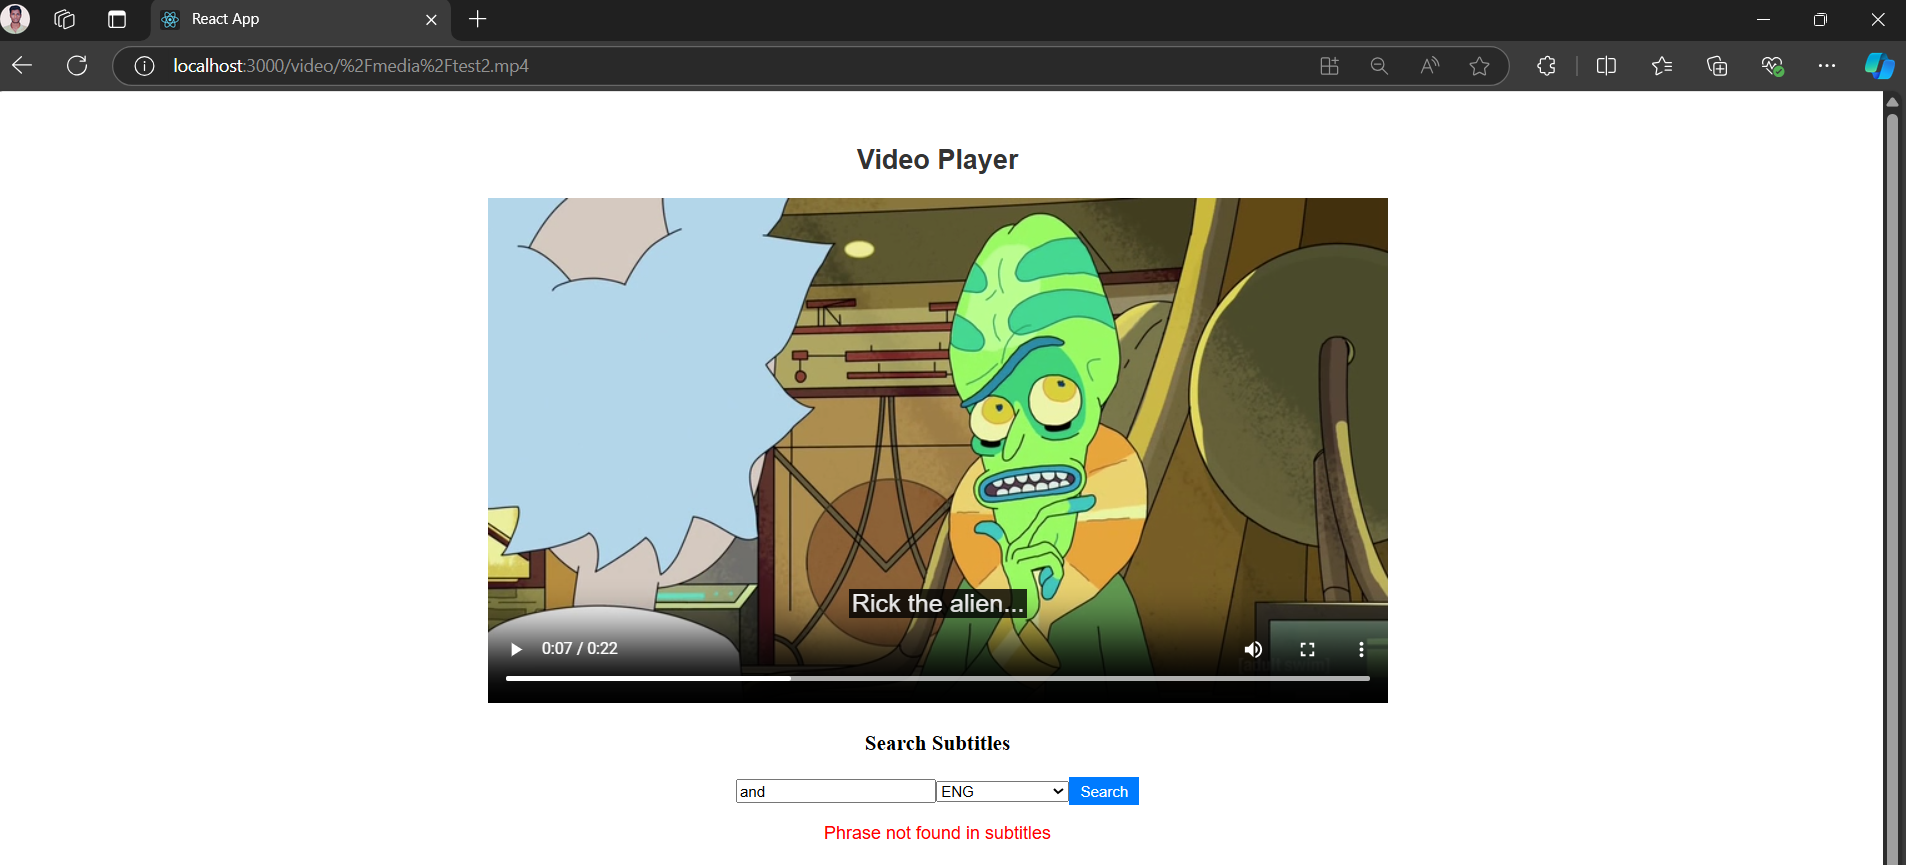 React App
localhost:3000/video/%2Fmedia%2Ftest2.mp4
Video Player
Rick the alien...
0:07 / 0:22
Search Subtitles
and
ENG
Search
Phrase not found in subtitles